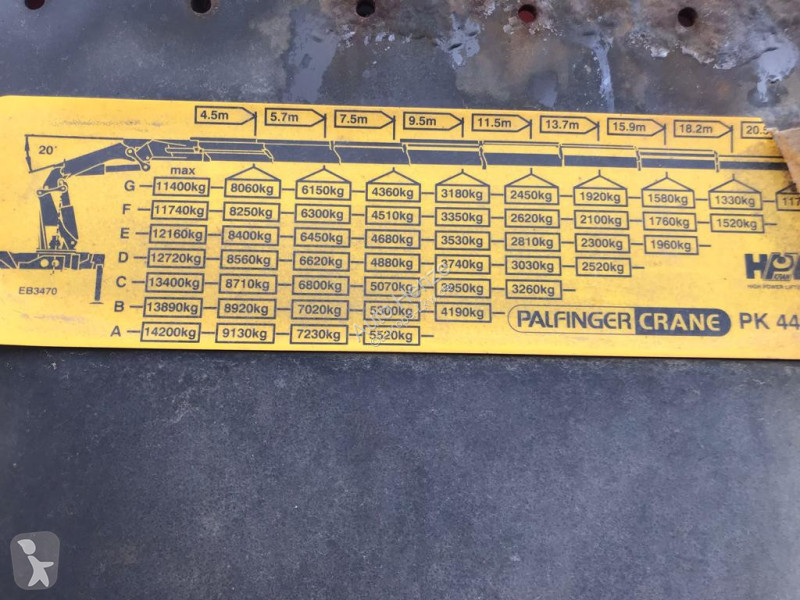 4.5m 5.7m 7.5m 9.5m 11.5m 13.7m 15.9m 18.2m
20°
max
G 11400kg 8060kg 6150kg 4360kg 3180kg 2450kg 1920kg 1580kg 1330kg
F 11740kg 8250kg 6300kg 4510kg 3350kg 2620kg 2100kg 1760kg 1520kg
E 12160kg 8400kg 6450kg 4680kg 3530kg 2810kg 2300kg 1960kg
D 12720kg 8560kg 6620kg 4880kg 3740kg 3030kg 2520kg
C 13400kg 8710kg 6800kg 5070kg 3950kg 3260kg
EB3470
B 13890kg 8920kg 7020kg 5300kg 4190kg
A 14200kg 9130kg 7230kg 5520kg
HIGH POWER
PALFINGER CRANE PK 44